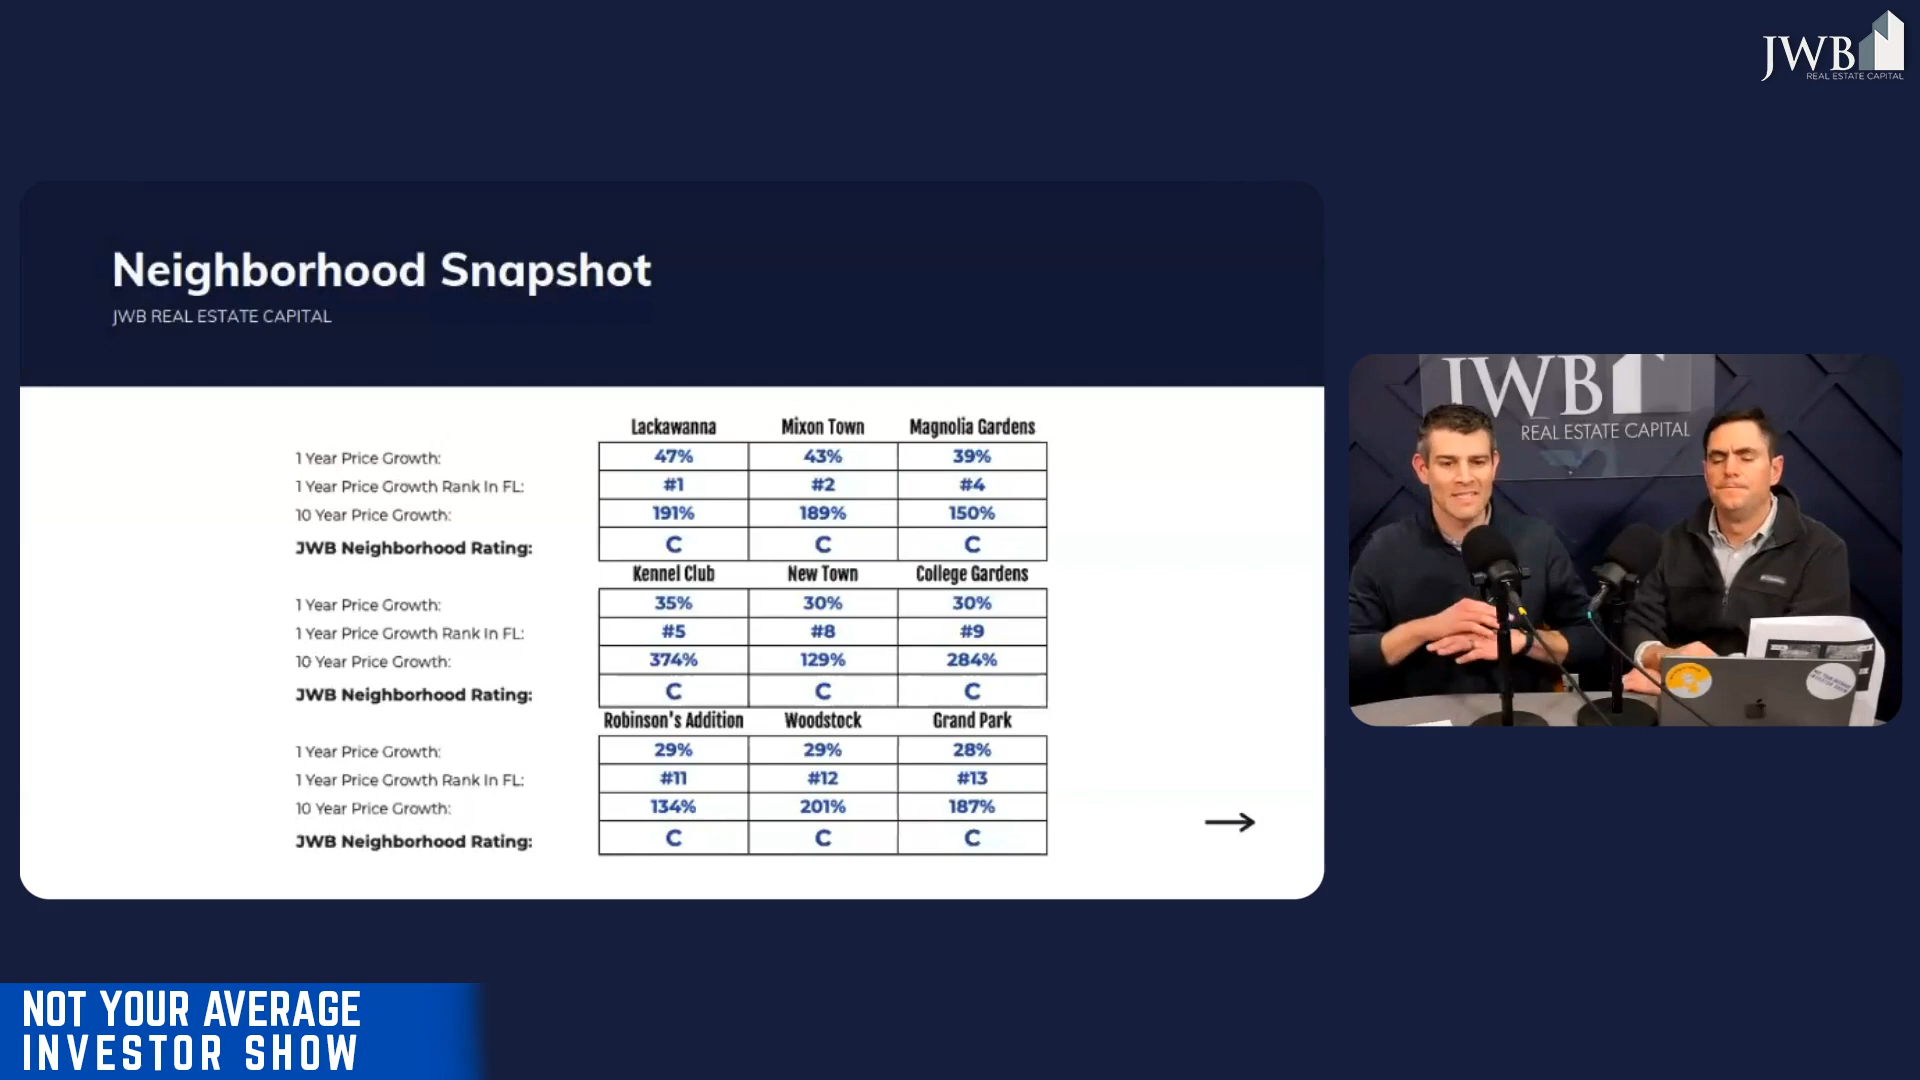 JWB
REAL ESTATE CAPITAL
Neighborhood Snapshot
JWB REAL ESTATE CAPITAL
Lackawanna Mixon Town Magnolia Gardens
1 Year Price Growth: 47% 43% 39%
1 Year Price Growth Rank In FL: #1 #2 #4
10 Year Price Growth: 191% 189% 150%
JWB Neighborhood Rating: C C C
Kennel Club New Town College Gardens
1 Year Price Growth: 35% 30% 30%
1 Year Price Growth Rank In FL: #5 #8 #9
10 Year Price Growth: 374% 129% 284%
JWB Neighborhood Rating: C C C
Robinson's Addition Woodstock Grand Park
1 Year Price Growth: 29% 29% 28%
1 Year Price Growth Rank In FL: #11 #12 #13
10 Year Price Growth: 134% 201% 187%
JWB Neighborhood Rating: C C C
JWB
REAL ESTATE CAPITAL
NOT YOUR AVERAGE
INVESTOR SHOW